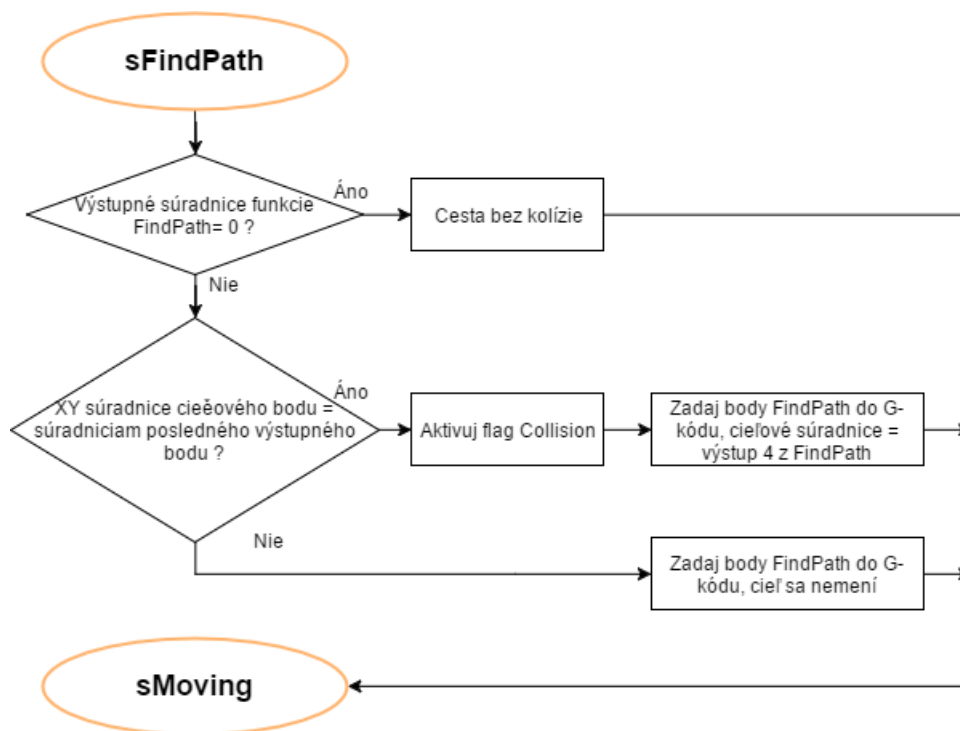 sFindPath
Výstupné súradnice funkcie
FindPath= 0 ?
Áno
Cesta bez kolízie
Nie
XY súradnice cieěového bodu =
súradniciam posledného výstupného
bodu ?
Áno
Aktivuj flag Collision
Zadaj body FindPath do G-
kódu, cieľové súradnice =
výstup 4 z FindPath
Nie
Zadaj body FindPath do G-
kódu, cieľ sa nemení
sMoving